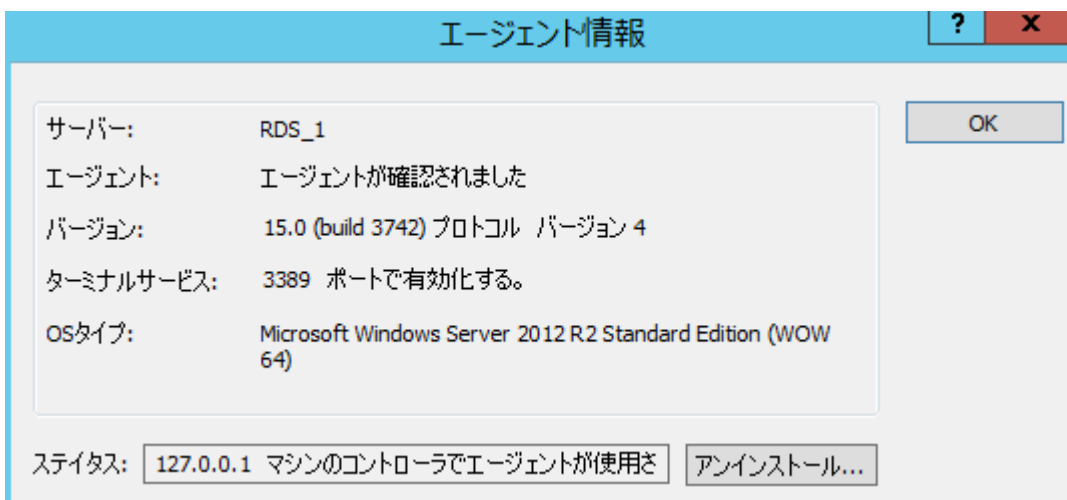 エージェント情報
? x
サーバー: RDS_1 OK
エージェント: エージェントが確認されました
バージョン: 15.0 (build 3742) プロトコル バージョン 4
ターミナルサービス: 3389 ポートで有効化する。
OSタイプ: Microsoft Windows Server 2012 R2 Standard Edition (WOW
64)
ステイタス: 127.0.0.1 マシンのコントローラでエージェントが使用さ アンインストール...